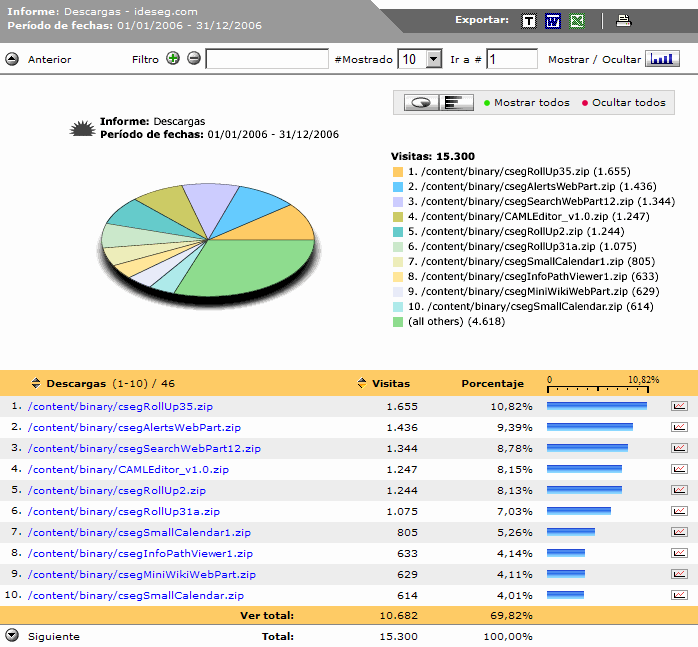 Informe: Descargas - ideseg.com
Período de fechas: 01/01/2006 - 31/12/2006
Exportar: T W X
Anterior Filtro #Mostrado 10 Ir a # 1 Mostrar / Ocultar
Mostrar todos Ocultar todos
Informe: Descargas
Período de fechas: 01/01/2006 - 31/12/2006
Visitas: 15.300
1. /content/binary/csegRollUp35.zip (1.655)
2. /content/binary/csegAlertsWebPart.zip (1.436)
3. /content/binary/csegSearchWebPart12.zip (1.344)
4. /content/binary/CAMLEditor_v1.0.zip (1.247)
5. /content/binary/csegRollUp2.zip (1.244)
6. /content/binary/csegRollUp31a.zip (1.075)
7. /content/binary/csegSmallCalendar1.zip (805)
8. /content/binary/csegInfoPathViewer1.zip (633)
9. /content/binary/csegMiniWikiWebPart.zip (629)
10. /content/binary/csegSmallCalendar.zip (614)
(all others) (4.618)
Descargas (1-10) / 46 Visitas Porcentaje 0 10,82%
1. /content/binary/csegRollUp35.zip 1.655 10,82%
2. /content/binary/csegAlertsWebPart.zip 1.436 9,39%
3. /content/binary/csegSearchWebPart12.zip 1.344 8,78%
4. /content/binary/CAMLEditor_v1.0.zip 1.247 8,15%
5. /content/binary/csegRollUp2.zip 1.244 8,13%
6. /content/binary/csegRollUp31a.zip 1.075 7,03%
7. /content/binary/csegSmallCalendar1.zip 805 5,26%
8. /content/binary/csegInfoPathViewer1.zip 633 4,14%
9. /content/binary/csegMiniWikiWebPart.zip 629 4,11%
10. /content/binary/csegSmallCalendar.zip 614 4,01%
Ver total: 10.682 69,82%
Siguiente Total: 15.300 100,00%